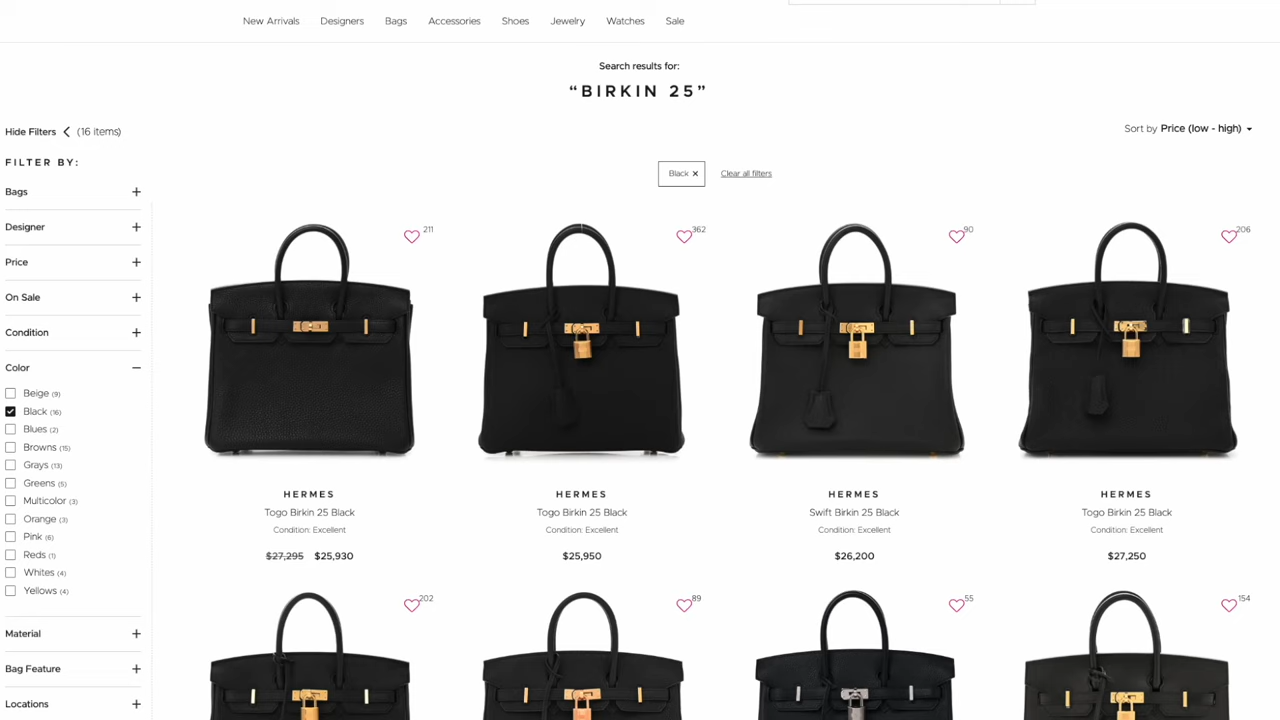 New Arrivals Designers Bags Accessories Shoes Jewelry Watches Sale
Search results for:
“BIRKIN 25”
Hide Filters (16 items)
Sort by Price (low - high)
FILTER BY:
Black ×
Clear all filters
Bags +
Designer +
Price +
On Sale +
Condition +
Color −
Beige (9)
Black (16)
Blues (2)
Browns (15)
Grays (13)
Greens (5)
Multicolor (3)
Orange (3)
Pink (6)
Reds (1)
Whites (4)
Yellows (4)
Material +
Bag Feature +
Locations +
211
362
90
206
HERMES
Togo Birkin 25 Black
Condition: Excellent
$27,295 $25,930
HERMES
Togo Birkin 25 Black
Condition: Excellent
$25,950
HERMES
Swift Birkin 25 Black
Condition: Excellent
$26,200
HERMES
Togo Birkin 25 Black
Condition: Excellent
$27,250
202
89
55
154